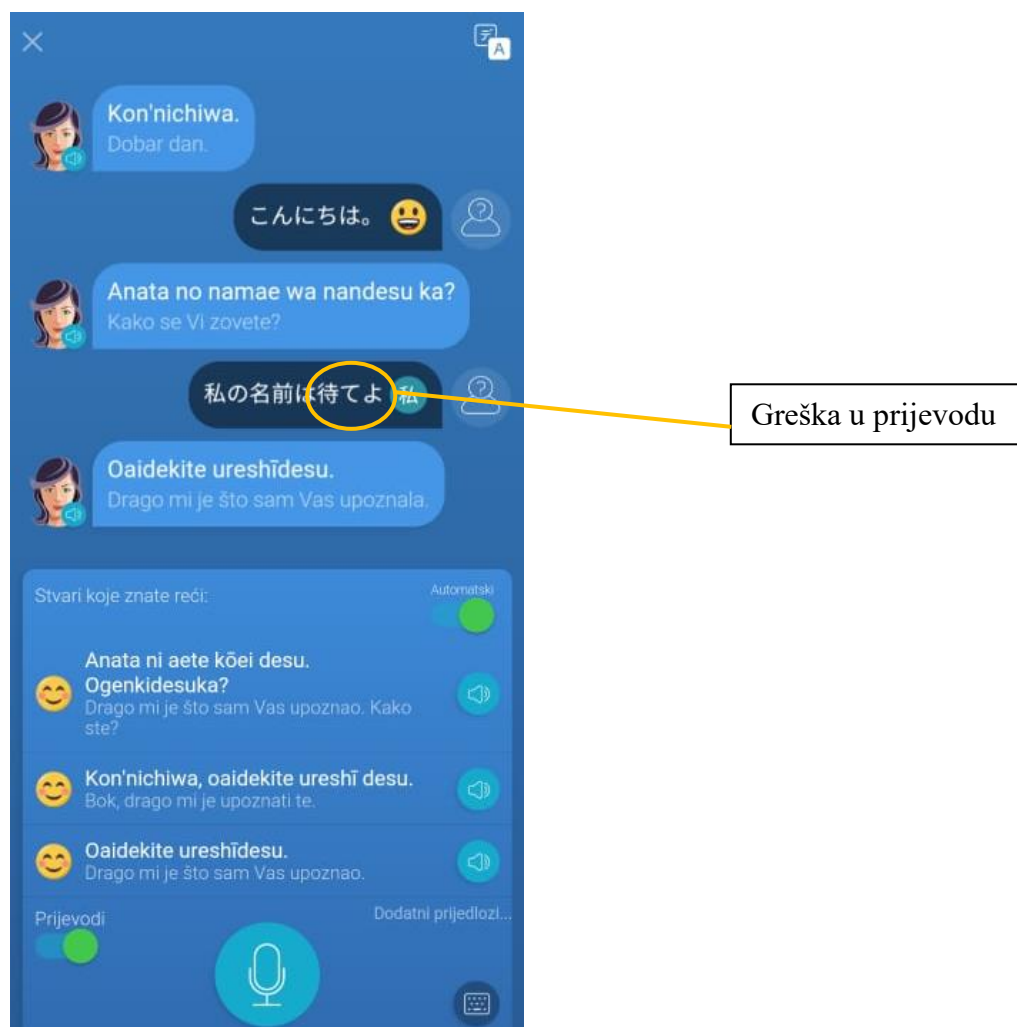 A
Kon'nichiwa.
Dobar dan.
こんにちは。
Anata no namae wa nandesu ka?
Kako se Vi zovete?
私の名前は待てよ 私
Greška u prijevodu
Oaidekite ureshīdesu.
Drago mi je što sam Vas upoznala.
Stvari koje znate reći:
Automatski
Anata ni aete kōei desu.
Ogenkidesuka?
Drago mi je što sam Vas upoznao. Kako
ste?
Kon'nichiwa, oaidekite ureshī desu.
Bok, drago mi je upoznati te.
Oaidekite ureshīdesu.
Drago mi je što sam Vas upoznao.
Prijevodi
Dodatni prijedlozi...